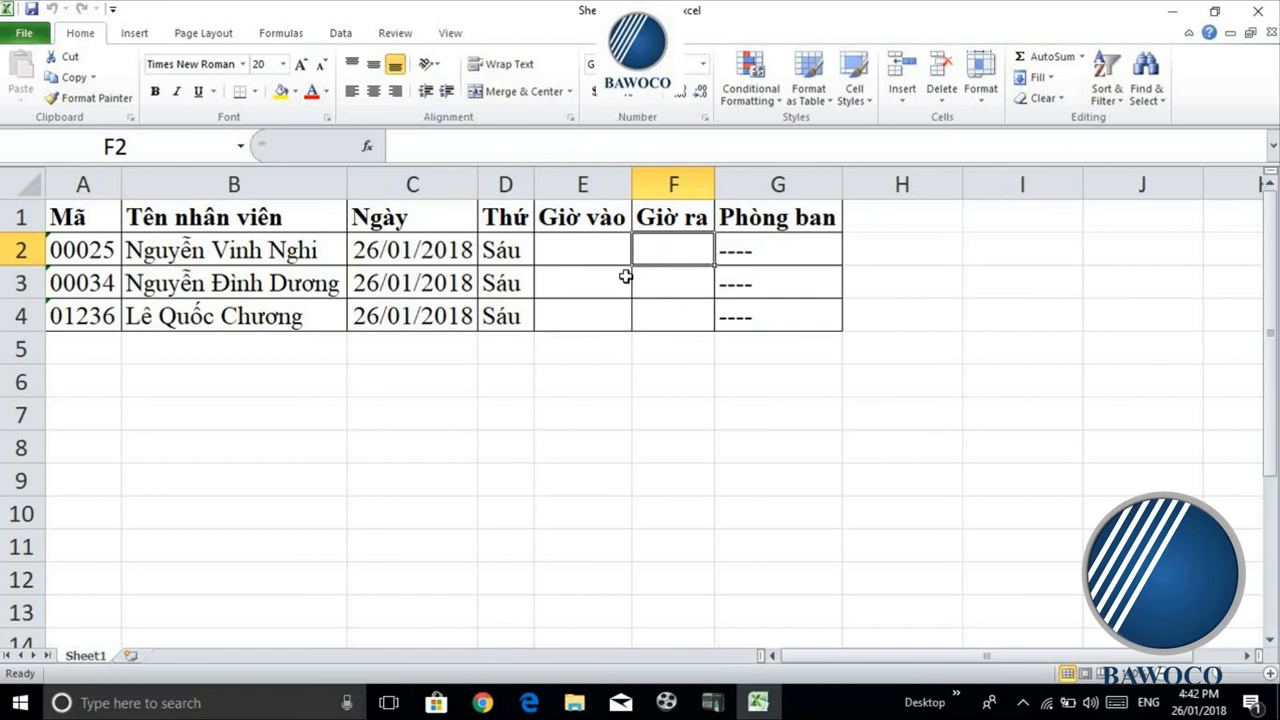 She
xcel
File Home Insert Page Layout Formulas Data Review View
BAWOCO
Paste
Cut
Copy
Format Painter
Clipboard
Times New Roman 20 A A
B I U A
Font
Wrap Text
Merge & Center
Alignment
G
Number
Conditional Formatting
Format as Table
Cell Styles
Styles
Insert Delete Format
Cells
Σ AutoSum
Fill
Clear
Sort & Filter
Find & Select
Editing
F2 fx
A B C D E F G H I J
1 Mã Tên nhân viên Ngày Thứ Giờ vào Giờ ra Phòng ban
2 00025 Nguyễn Vinh Nghi 26/01/2018 Sáu ----
3 00034 Nguyễn Đình Dương 26/01/2018 Sáu ----
4 01236 Lê Quốc Chương 26/01/2018 Sáu ----
5
6
7
8
9
10
11
12
13
14
Sheet1
Ready
BAWOCO
Type here to search
Desktop
ENG
4:42 PM
26/01/2018
1